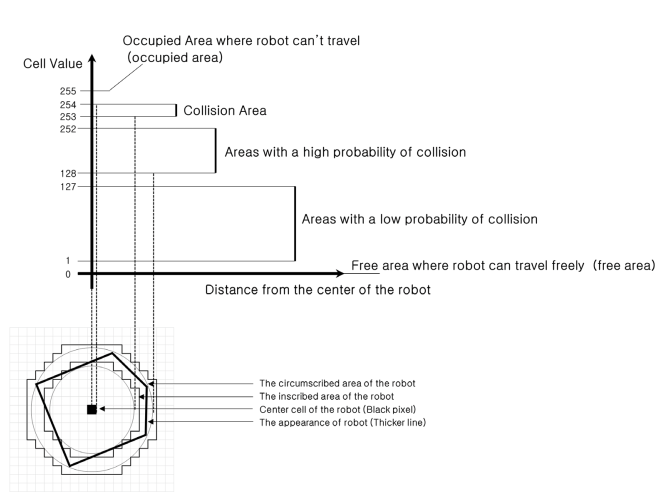 Occupied Area where robot can't travel
(occupied area)
Cell Value
255
254
253
Collision Area
252
Areas with a high probability of collision
128
127
Areas with a low probability of collision
1
0
Free area where robot can travel freely (free area)
Distance from the center of the robot
The circumscribed area of the robot
The inscribed area of the robot
Center cell of the robot (Black pixel)
The appearance of robot (Thicker line)